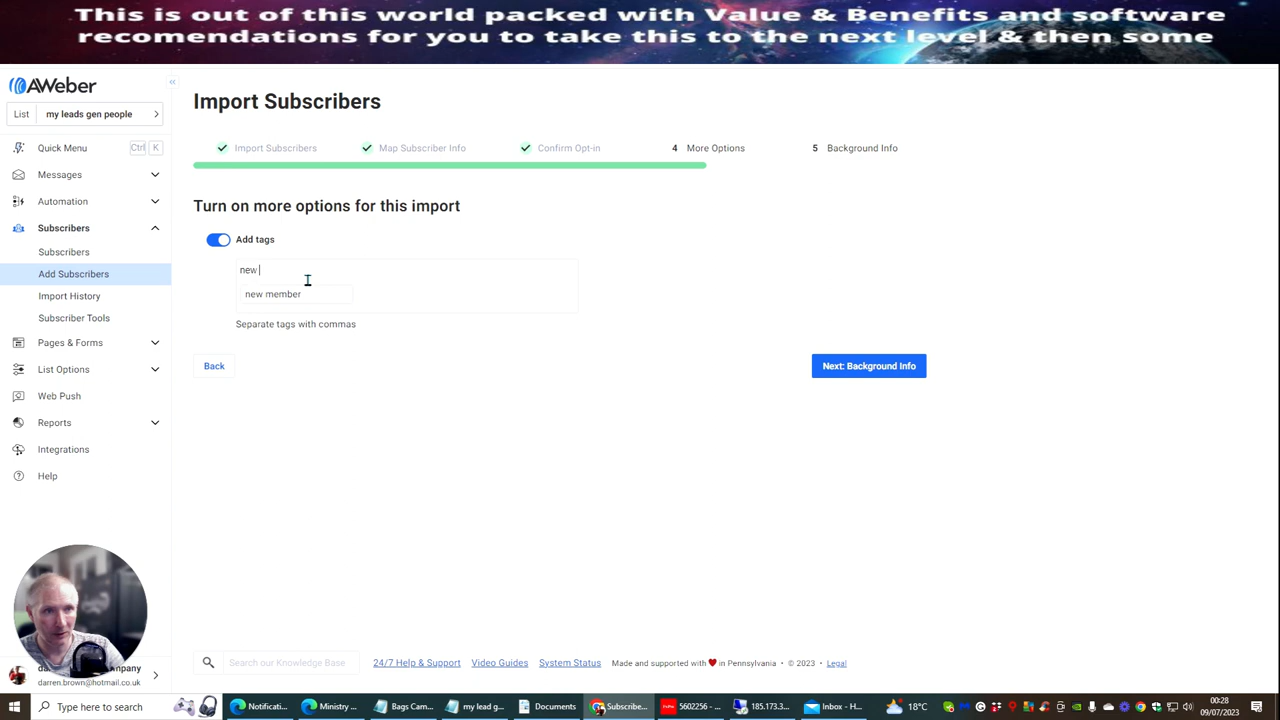 This is out of this world packed with Value & Benefits and software
recomendations for you to take this to the next level & then some
AWeber
List my leads gen people
Quick Menu Ctrl K
Messages
Automation
Subscribers
Subscribers
Add Subscribers
Import History
Subscriber Tools
Pages & Forms
List Options
Web Push
Reports
Integrations
Help
Import Subscribers
Import Subscribers
Map Subscriber Info
Confirm Opt-in
4 More Options
5 Background Info
Turn on more options for this import
Add tags
new
new member
Separate tags with commas
Back
Next: Background Info
darren.brown@hotmail.co.uk
Search our Knowledge Base
24/7 Help & Support
Video Guides
System Status
Made and supported with in Pennsylvania • © 2023 • Legal
Type here to search
Notificati...
Ministry ...
Bags Cam...
my lead g...
Documents
Subscribe...
5602256 - ...
185.173.3...
Inbox - H...
18°C
00:28
09/07/2023